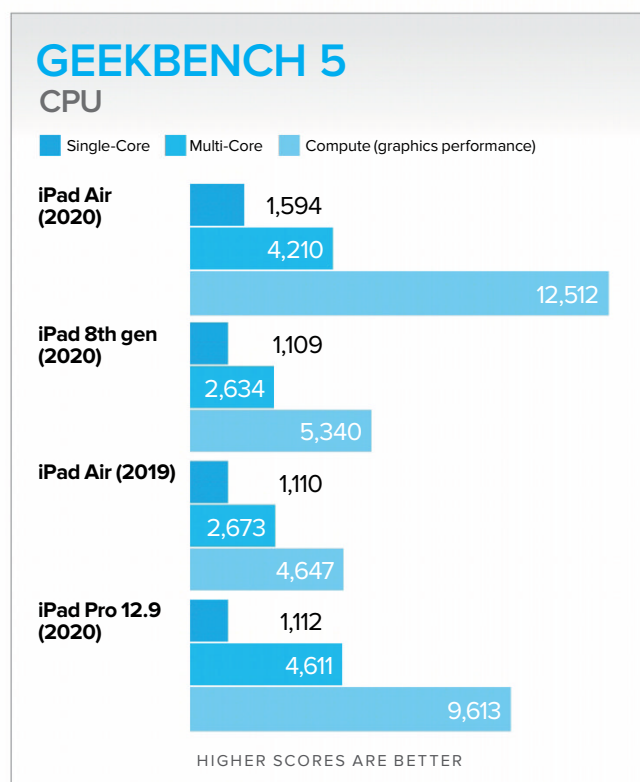 GEEKBENCH 5
CPU
Single-Core Multi-Core Compute (graphics performance)
iPad Air
(2020)
1,594
4,210
12,512
iPad 8th gen
(2020)
1,109
2,634
5,340
iPad Air (2019)
1,110
2,673
4,647
iPad Pro 12.9
(2020)
1,112
4,611
9,613
HIGHER SCORES ARE BETTER